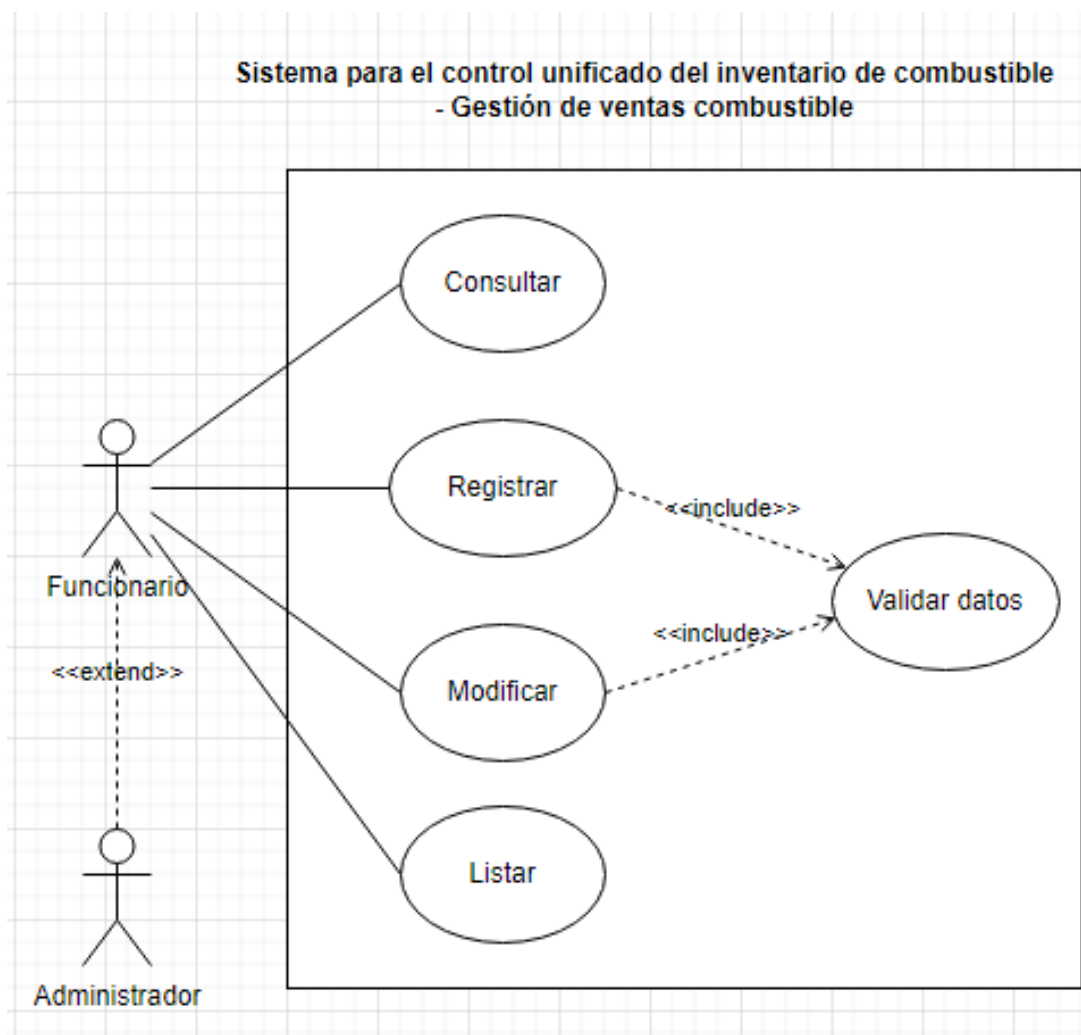 Sistema para el control unificado del inventario de combustible
- Gestión de ventas combustible
Consultar
Registrar
<<include>>
Funcionario
Validar datos
<<include>>
<<extend>>
Modificar
Listar
Administrador